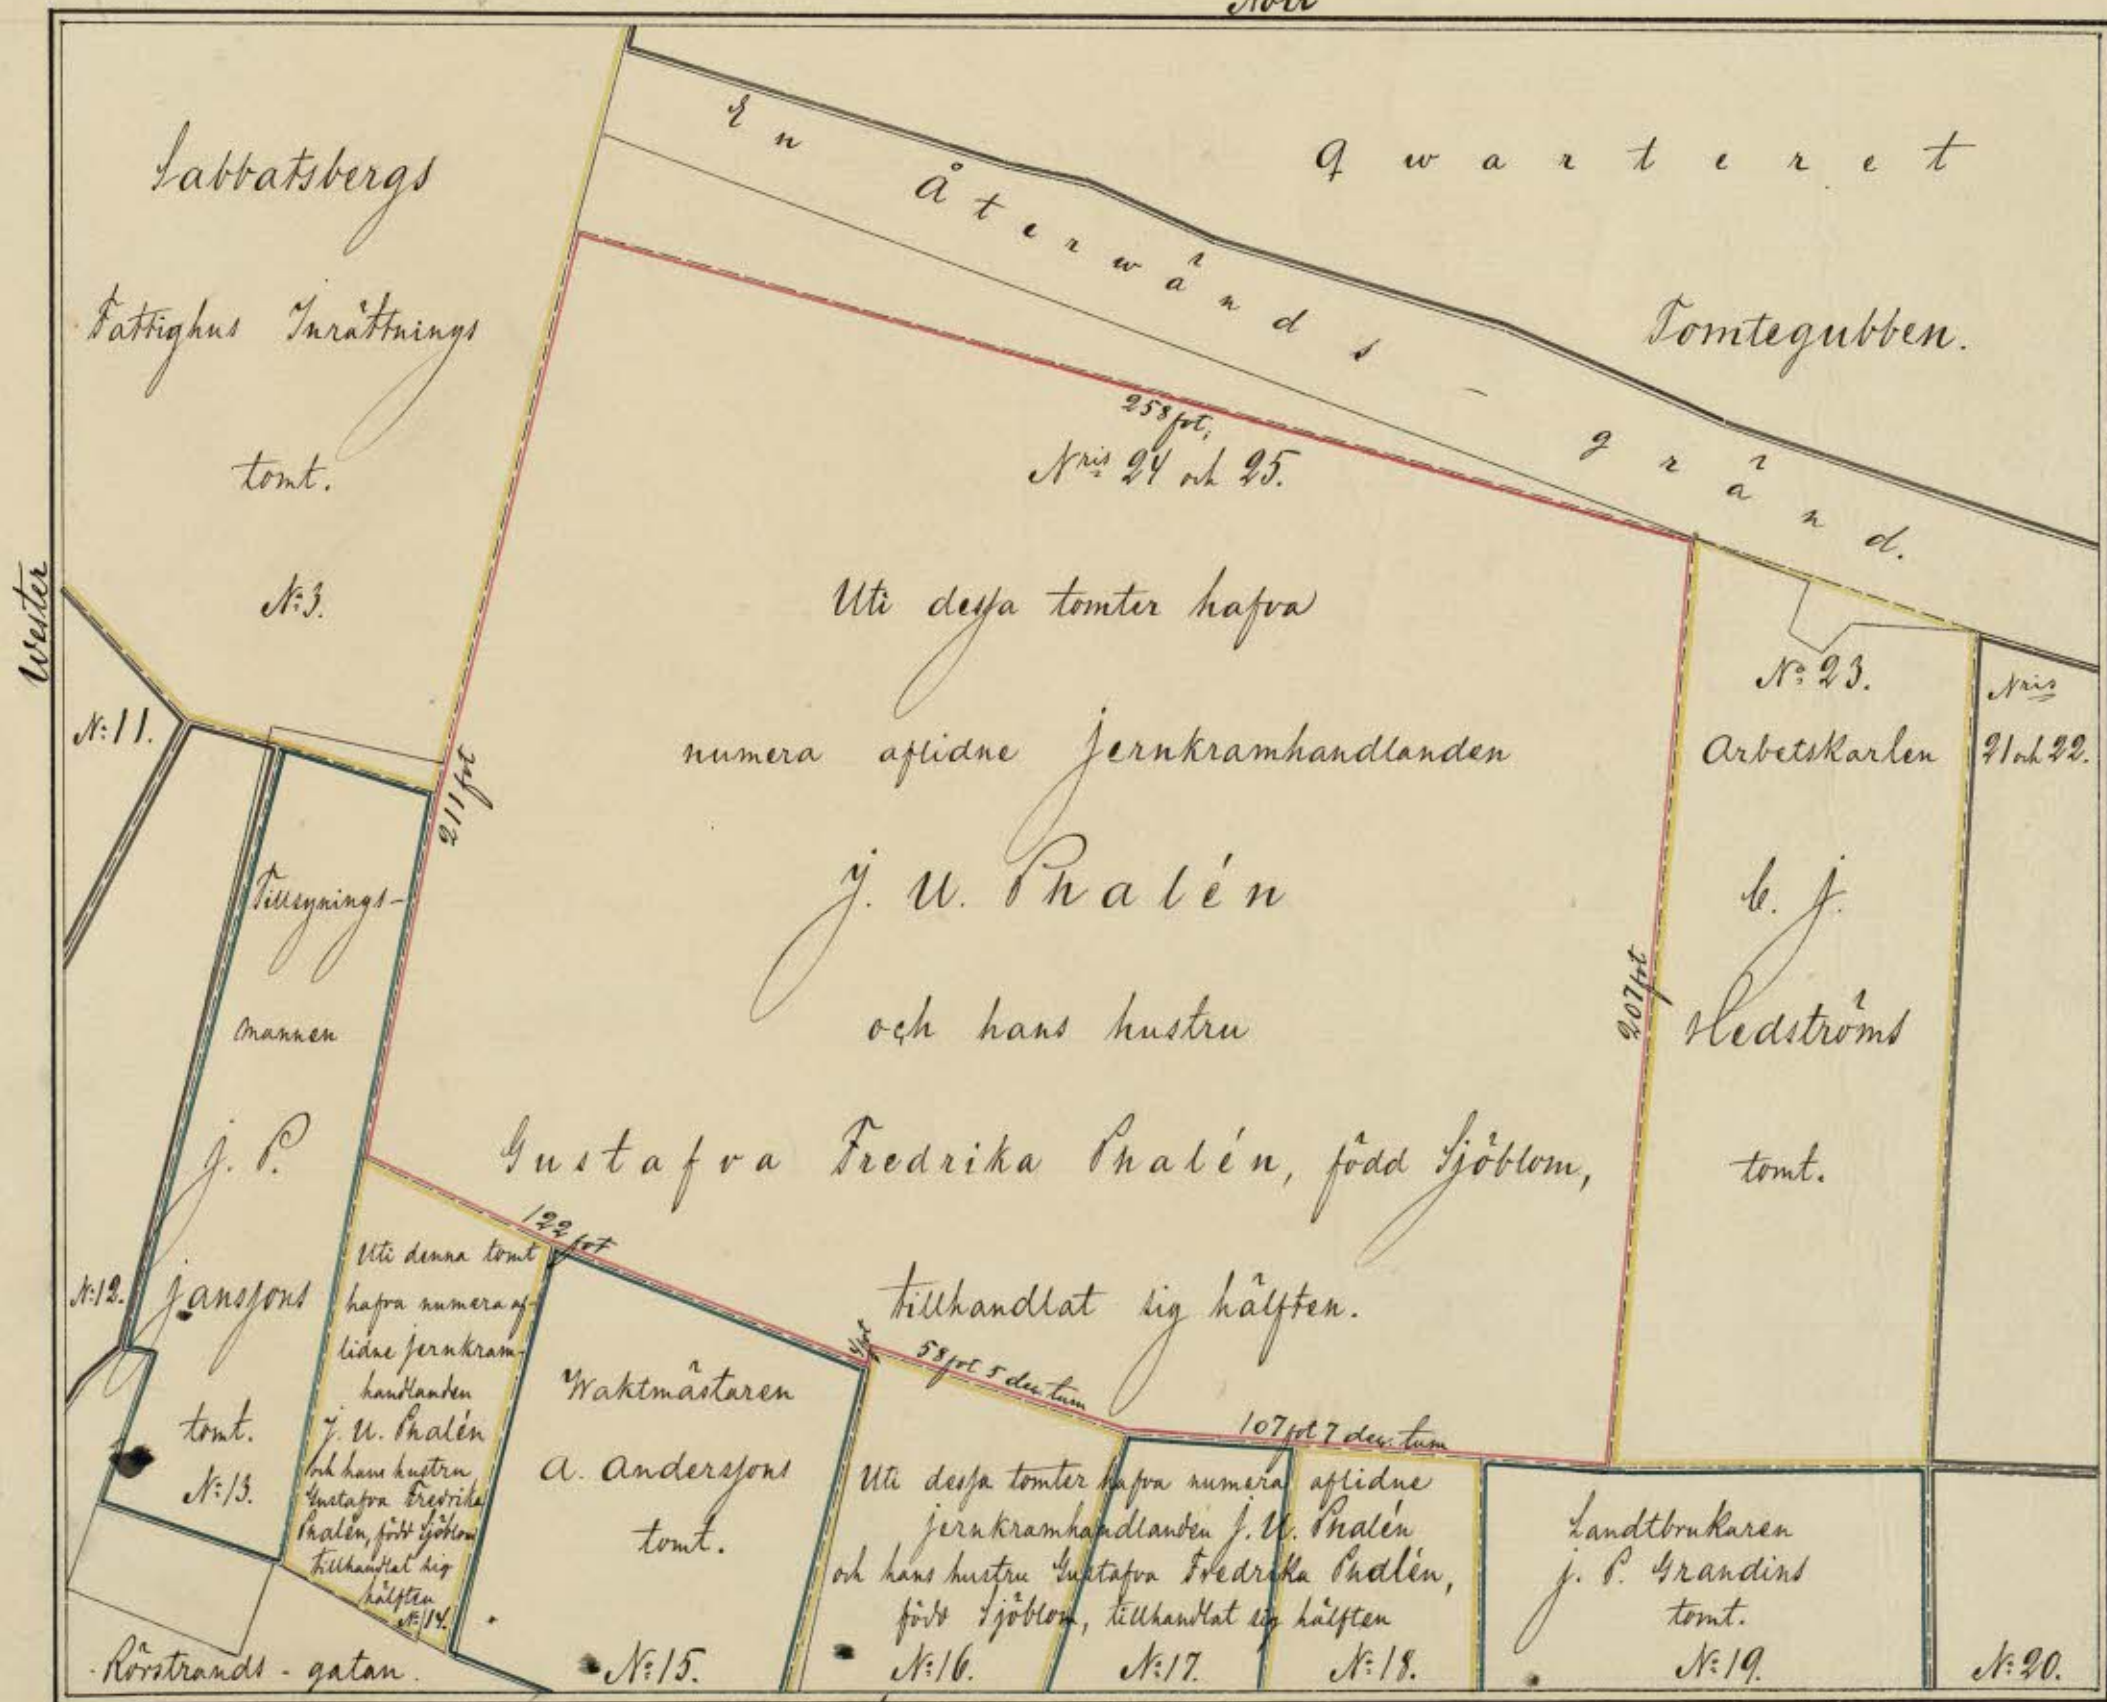 Norr
Wester
Sabbatsbergs
Fattighus Inrättnings
tomt.
N:o 3.
En Återwänds-gränd.
Qwarteret
Tomtegubben.
258 fot.
N:ris 24 och 25.
Uti dessa tomter hafva
numera aflidne Jernkramhandlanden
J. U. Phalén
och hans hustru
Gustafva Fredrika Phalén, född Sjöblom,
tillhandlat sig hälften.
211 fot
207 fot
122 fot
4 fot
58 fot 5 dec. tum
107 fot 7 dec. tum
N:o 23.
Arbetskarlen
C. J.
Hedströms
tomt.
N:ris
21 och 22.
N:o 11.
N:o 12.
Tillsynings-
mannen
J. P.
Janssons
tomt.
N:o 13.
Uti denna tomt
hafva numera af-
lidne Jernkram-
handlanden
J. U. Phalén
och hans hustru
Gustafva Fredrika
Phalén, född Sjöblom
tillhandlat sig
hälften
N:o 14.
Waktmästaren
A. Anderssons
tomt.
N:o 15.
Uti dessa tomter hafva numera aflidne
jernkramhandlanden J. U. Phalén
och hans hustru Gustafva Fredrika Phalén,
född Sjöblom, tillhandlat sig hälften
N:o 16.
N:o 17.
N:o 18.
Landtbrukaren
J. P. Grandins
tomt.
N:o 19.
N:o 20.
Rörstrands-gatan.